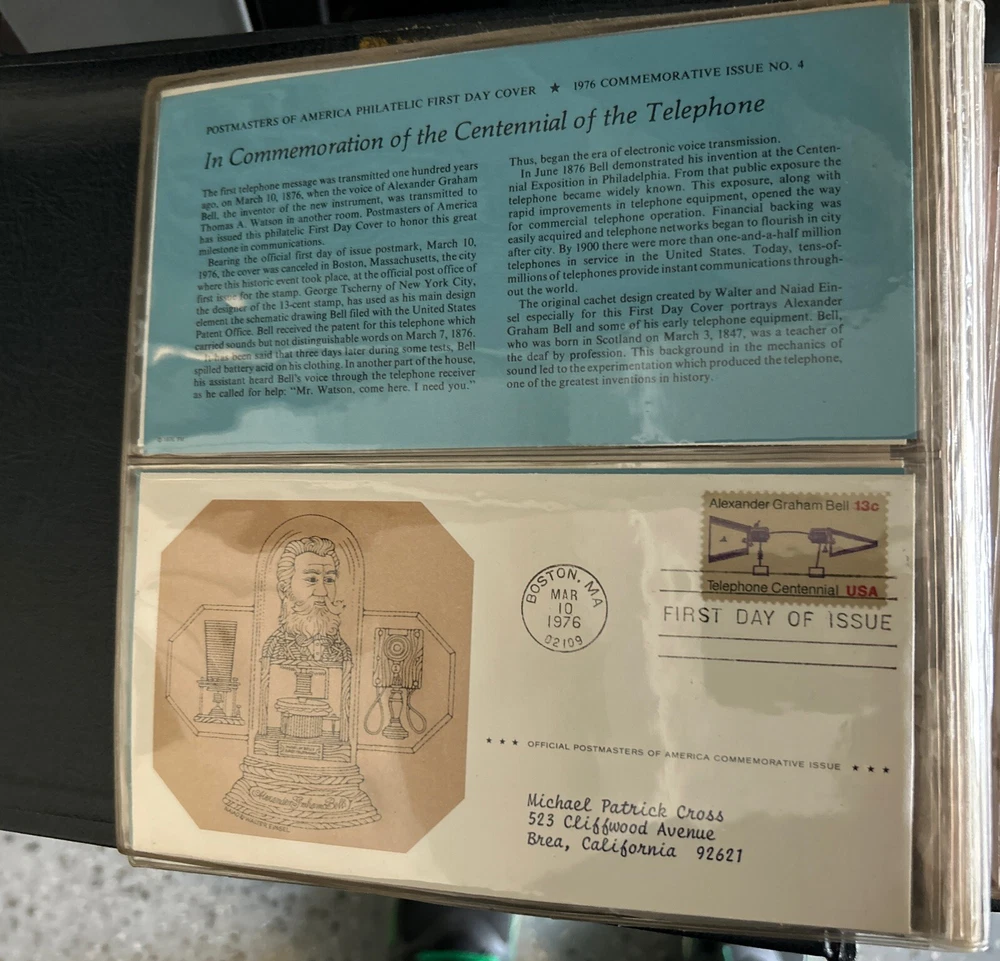 POSTMASTERS OF AMERICA PHILATELIC FIRST DAY COVER ★ 1976 COMMEMORATIVE ISSUE NO. 4
In Commemoration of the Centennial of the Telephone
The first telephone message was transmitted one hundred years
ago, on March 10, 1876, when the voice of Alexander Graham
Bell, the inventor of the new instrument, was transmitted to
Thomas A. Watson in another room. Postmasters of America
has issued this philatelic First Day Cover to honor this great
milestone in communications.
Bearing the official first day of issue postmark, March 10,
1976, the cover was canceled in Boston, Massachusetts, the city
where this historic event took place, at the official post office of
first issue for the stamp. George Tscherny of New York City,
the designer of the 13-cent stamp, has used as his main design
element the schematic drawing Bell filed with the United States
Patent Office. Bell received the patent for this telephone which
carried sounds but not distinguishable words on March 7, 1876.
It has been said that three days later during some tests, Bell
spilled battery acid on his clothing. In another part of the house,
his assistant heard Bell's voice through the telephone receiver
as he called for help: "Mr. Watson, come here. I need you."
Thus, began the era of electronic voice transmission.
In June 1876 Bell demonstrated his invention at the Centen-
nial Exposition in Philadelphia. From that public exposure the
telephone became widely known. This exposure, along with
rapid improvements in telephone equipment, opened the way
for commercial telephone operation. Financial backing was
easily acquired and telephone networks began to flourish in city
after city. By 1900 there were more than one-and-a-half million
telephones in service in the United States. Today, tens-of-
millions of telephones provide instant communications through-
out the world.
The original cachet design created by Walter and Naiad Ein-
sel especially for this First Day Cover portrays Alexander
Graham Bell and some of his early telephone equipment. Bell,
who was born in Scotland on March 3, 1847, was a teacher of
the deaf by profession. This background in the mechanics of
sound led to the experimentation which produced the telephone,
one of the greatest inventions in history.
Alexander Graham Bell 13c
Telephone Centennial USA
BOSTON, MA
MAR
10
1976
02109
FIRST DAY OF ISSUE
Alexander Graham Bell
NAIAD & WALTER EINSEL
★ ★ ★ OFFICIAL POSTMASTERS OF AMERICA COMMEMORATIVE ISSUE ★ ★ ★
Michael Patrick Cross
523 Cliffwood Avenue
Brea, California 92621